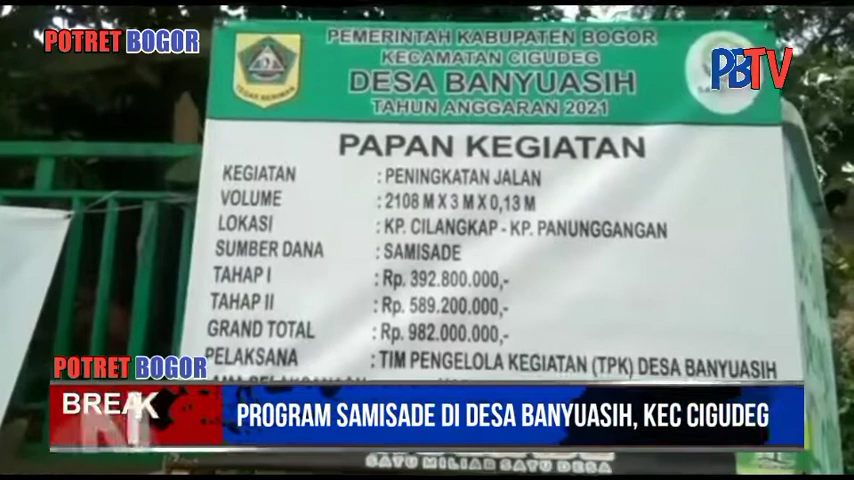 POTRET BOGOR
PBTV
PEMERINTAH KABUPATEN BOGOR
KECAMATAN CIGUDEG
DESA BANYUASIH
TAHUN ANGGARAN 2021
TEGAR BERIMAN
PAPAN KEGIATAN
KEGIATAN : PENINGKATAN JALAN
VOLUME : 2108 M X 3 M X 0,13 M
LOKASI : KP. CILANGKAP - KP. PANUNGGANGAN
SUMBER DANA : SAMISADE
TAHAP I : Rp. 392.800.000,-
TAHAP II : Rp. 589.200.000,-
GRAND TOTAL : Rp. 982.000.000,-
PELAKSANA : TIM PENGELOLA KEGIATAN (TPK) DESA BANYUASIH
POTRET BOGOR
BREAK
PROGRAM SAMISADE DI DESA BANYUASIH, KEC CIGUDEG
SATU MILIAR SATU DESA